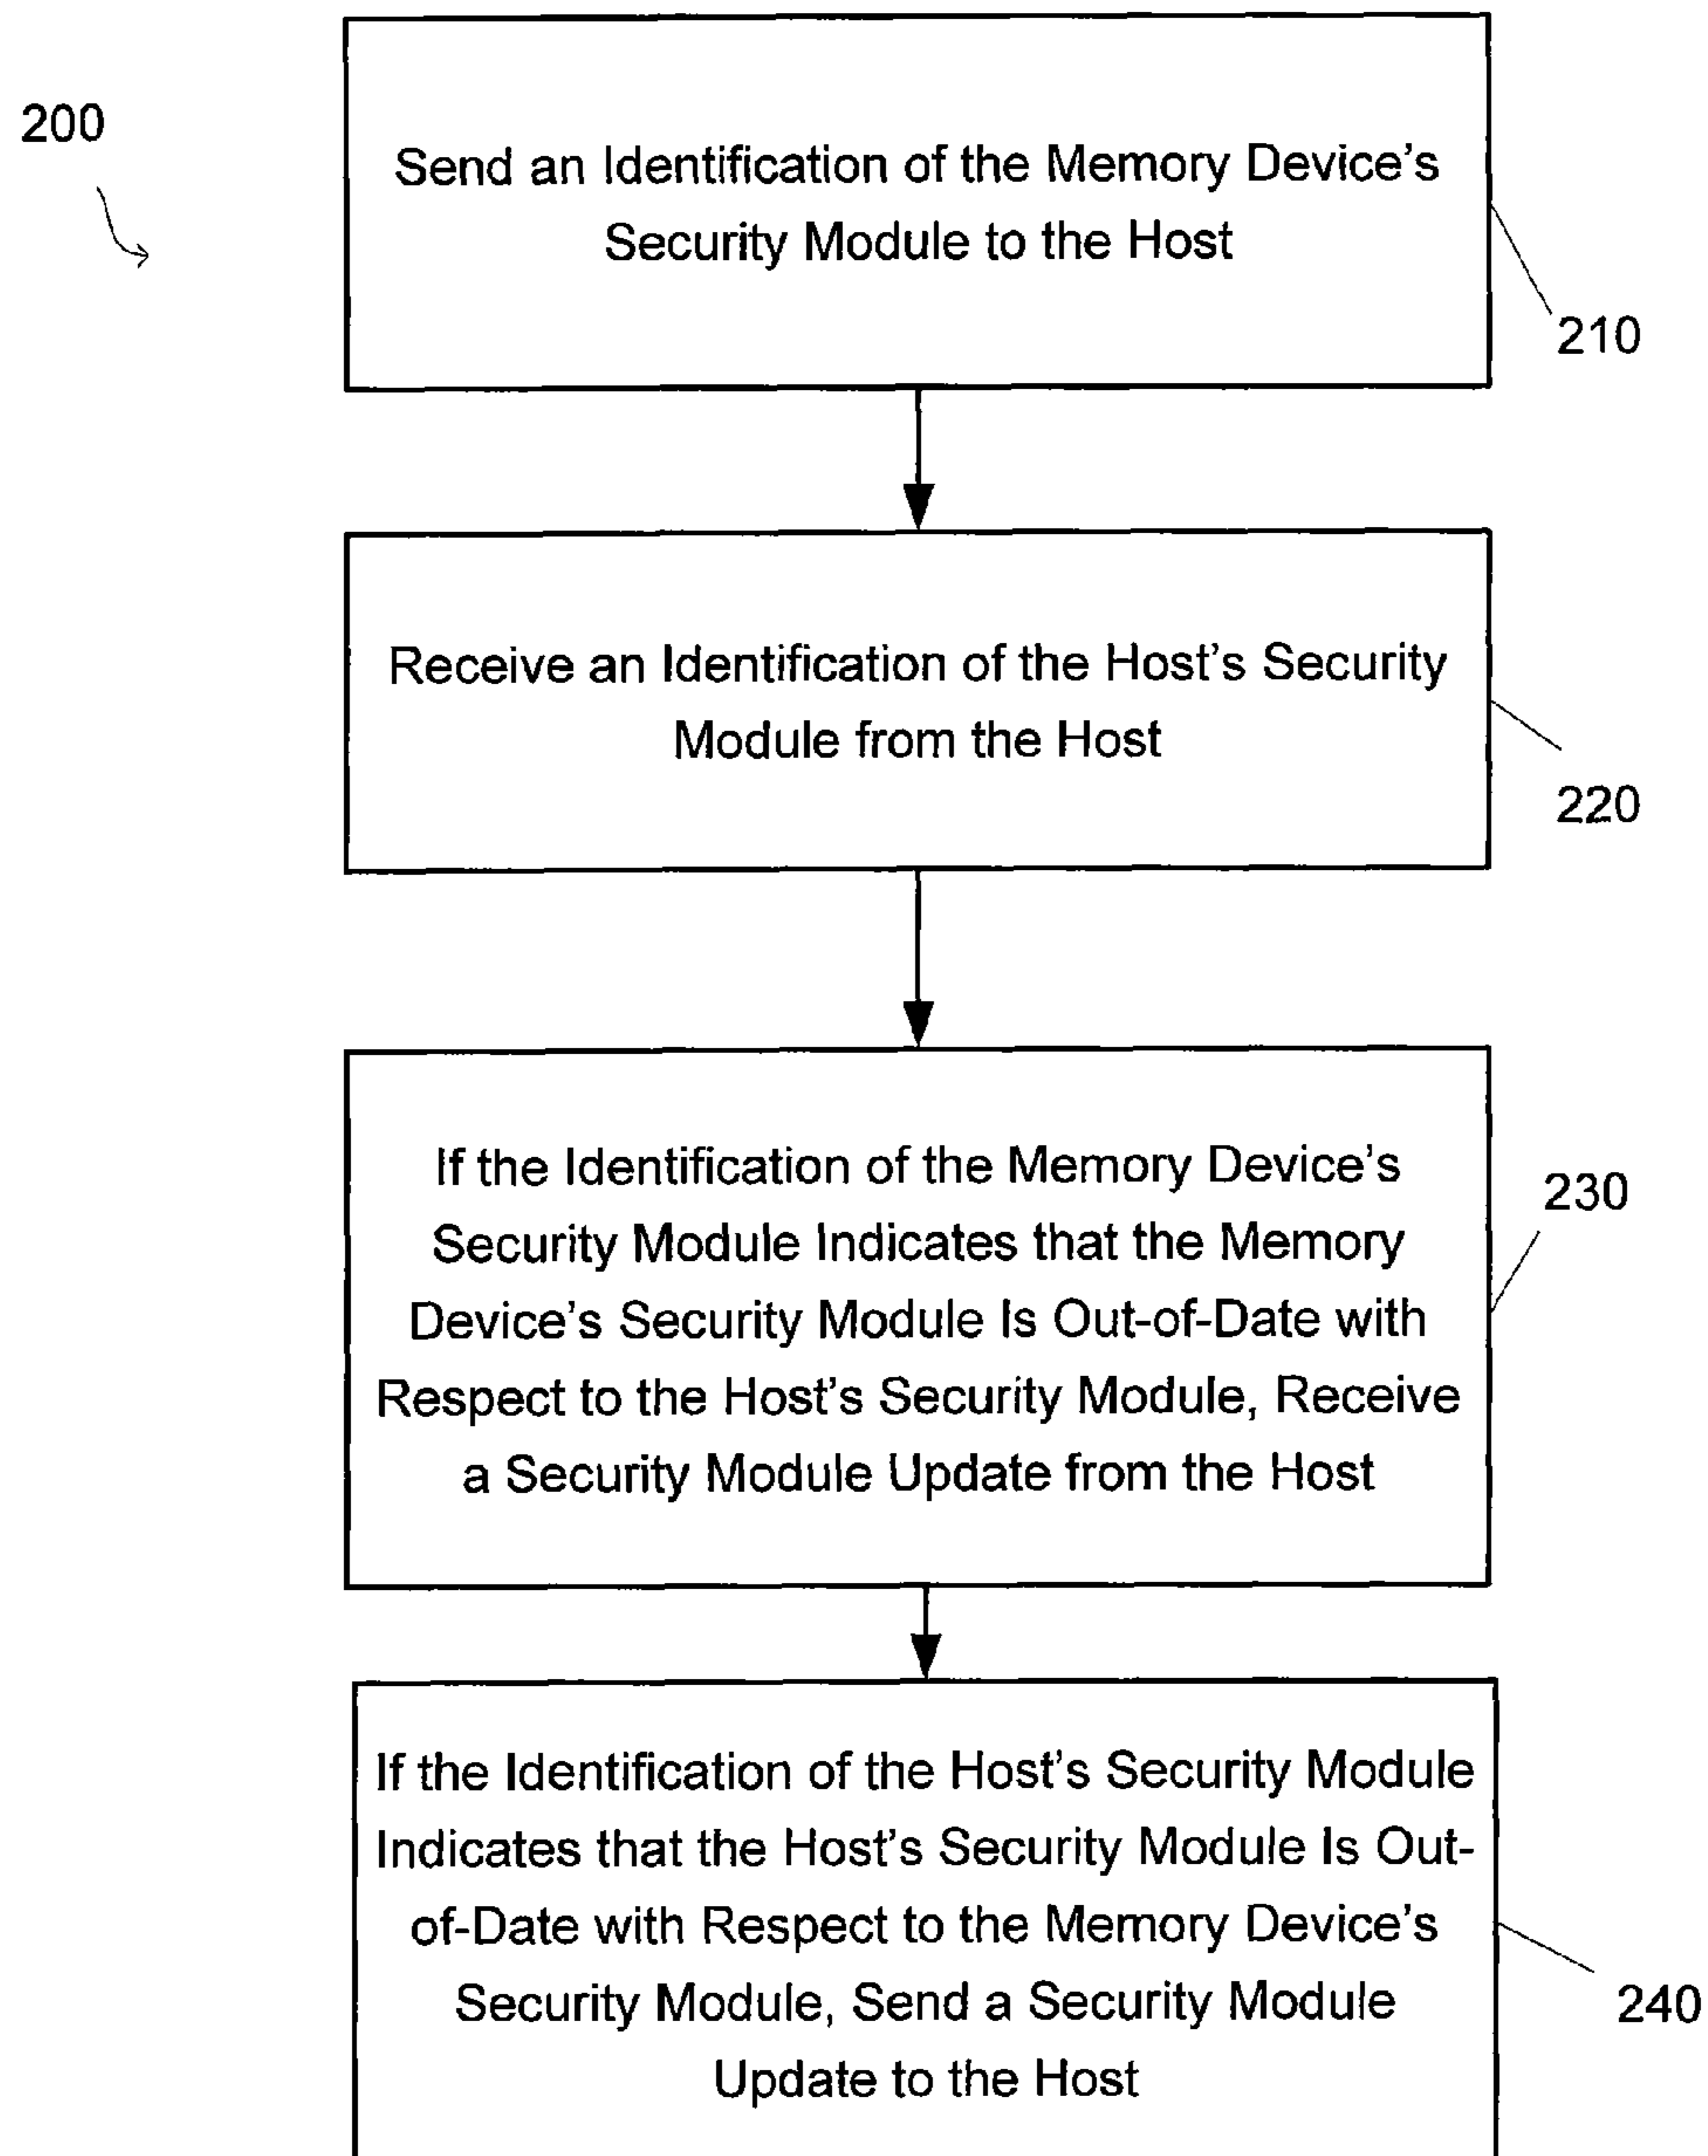 200
Send an Identification of the Memory Device's
Security Module to the Host
210
Receive an Identification of the Host's Security
Module from the Host
220
If the Identification of the Memory Device's
Security Module Indicates that the Memory
Device's Security Module Is Out-of-Date with
Respect to the Host's Security Module, Receive
a Security Module Update from the Host
230
If the Identification of the Host's Security Module
Indicates that the Host's Security Module Is Out-
of-Date with Respect to the Memory Device's
Security Module, Send a Security Module
Update to the Host
240